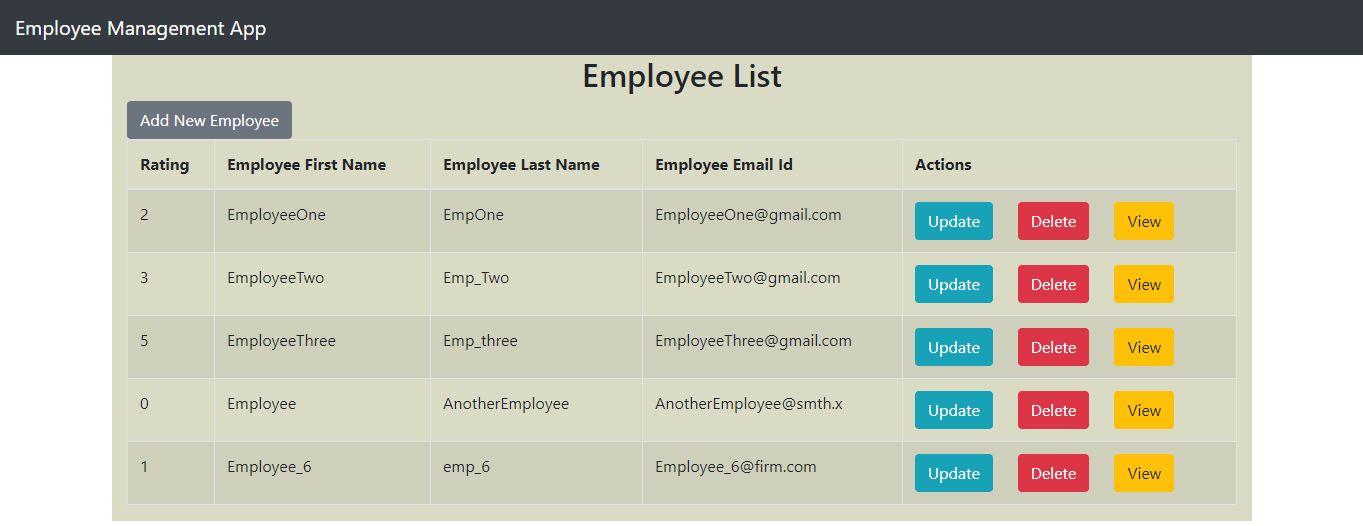 Employee Management App
Employee List
Add New Employee
Rating Employee First Name Employee Last Name Employee Email Id Actions
2 EmployeeOne EmpOne EmployeeOne@gmail.com Update Delete View
3 EmployeeTwo Emp_Two EmployeeTwo@gmail.com Update Delete View
5 EmployeeThree Emp_three EmployeeThree@gmail.com Update Delete View
0 Employee AnotherEmployee AnotherEmployee@smth.x Update Delete View
1 Employee_6 emp_6 Employee_6@firm.com Update Delete View